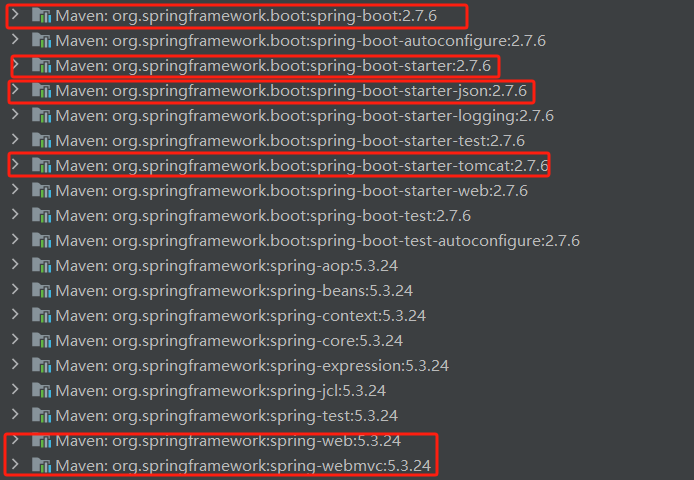 Maven: org.springframework.boot:spring-boot:2.7.6
Maven: org.springframework.boot:spring-boot-autoconfigure:2.7.6
Maven: org.springframework.boot:spring-boot-starter:2.7.6
Maven: org.springframework.boot:spring-boot-starter-json:2.7.6
Maven: org.springframework.boot:spring-boot-starter-logging:2.7.6
Maven: org.springframework.boot:spring-boot-starter-test:2.7.6
Maven: org.springframework.boot:spring-boot-starter-tomcat:2.7.6
Maven: org.springframework.boot:spring-boot-starter-web:2.7.6
Maven: org.springframework.boot:spring-boot-test:2.7.6
Maven: org.springframework.boot:spring-boot-test-autoconfigure:2.7.6
Maven: org.springframework:spring-aop:5.3.24
Maven: org.springframework:spring-beans:5.3.24
Maven: org.springframework:spring-context:5.3.24
Maven: org.springframework:spring-core:5.3.24
Maven: org.springframework:spring-expression:5.3.24
Maven: org.springframework:spring-jcl:5.3.24
Maven: org.springframework:spring-test:5.3.24
Maven: org.springframework:spring-web:5.3.24
Maven: org.springframework:spring-webmvc:5.3.24